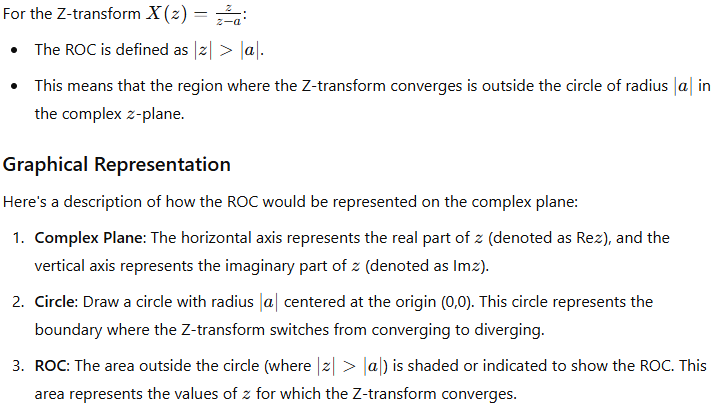 For the Z-transform X(z) = z/(z−a):
• The ROC is defined as |z| > |a|.
• This means that the region where the Z-transform converges is outside the circle of radius |a| in
the complex z-plane.
Graphical Representation
Here's a description of how the ROC would be represented on the complex plane:
1. Complex Plane: The horizontal axis represents the real part of z (denoted as Rez), and the
vertical axis represents the imaginary part of z (denoted as Imz).
2. Circle: Draw a circle with radius |a| centered at the origin (0,0). This circle represents the
boundary where the Z-transform switches from converging to diverging.
3. ROC: The area outside the circle (where |z| > |a|) is shaded or indicated to show the ROC. This
area represents the values of z for which the Z-transform converges.